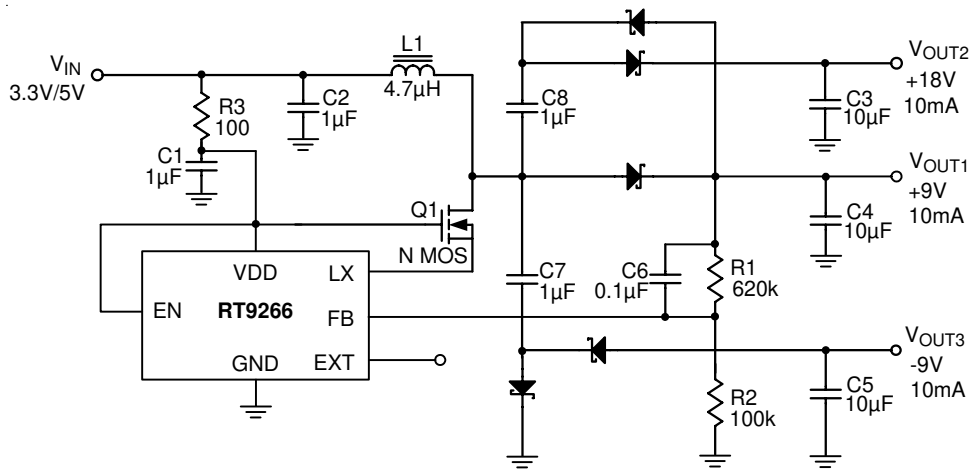 L1
4.7µH
VIN
3.3V/5V
R3
100
C2
1µF
C1
1µF
C8
1µF
C3
10µF
VOUT2
+18V
10mA
Q1
N MOS
C4
10µF
VOUT1
+9V
10mA
VDD
LX
EN
RT9266
FB
GND
EXT
C7
1µF
C6
0.1µF
R1
620k
R2
100k
C5
10µF
VOUT3
-9V
10mA